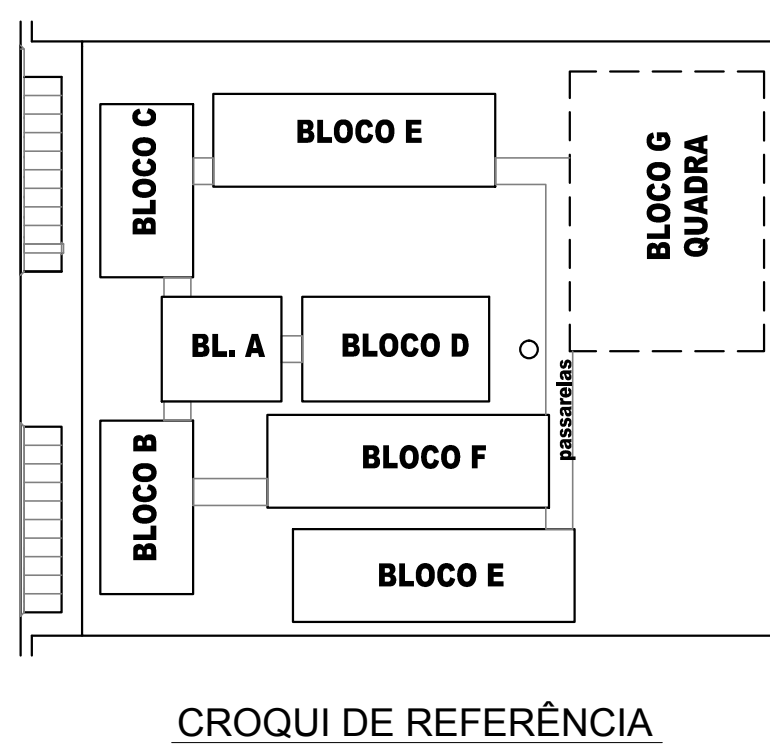 BLOCO C
BLOCO E
BLOCO G
QUADRA
BL. A
BLOCO D
passarelas
BLOCO B
BLOCO F
BLOCO E
CROQUI DE REFERÊNCIA